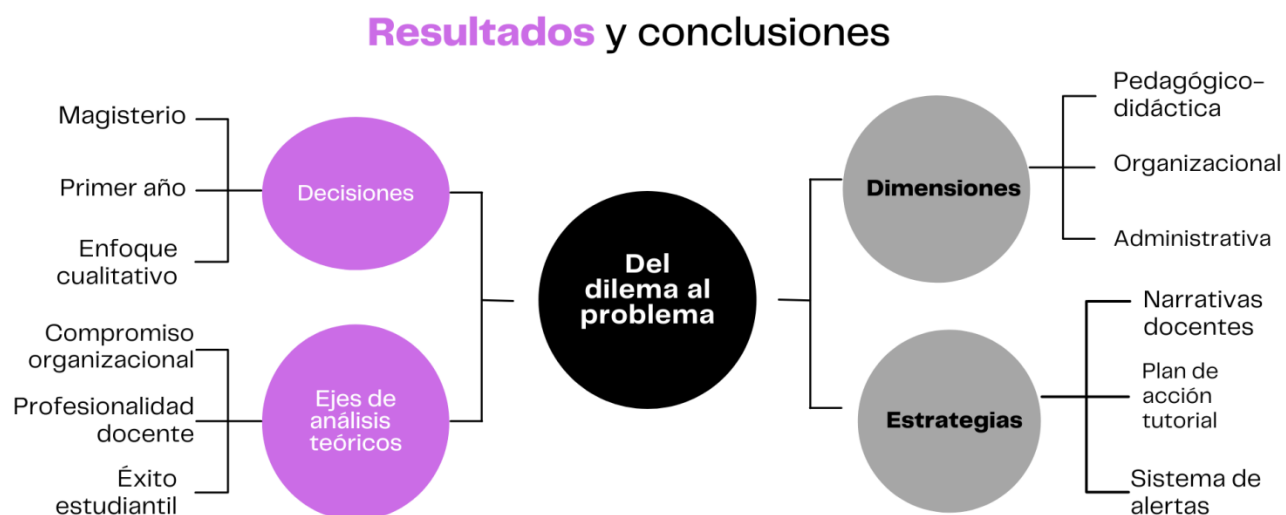 Resultados y conclusiones
Magisterio
Primer año
Enfoque
cualitativo
Decisiones
Compromiso
organizacional
Profesionalidad
docente
Éxito
estudiantil
Ejes de
análisis
teóricos
Del
dilema al
problema
Dimensiones
Pedagógico-
didáctica
Organizacional
Administrativa
Estrategias
Narrativas
docentes
Plan de
acción
tutorial
Sistema de
alertas